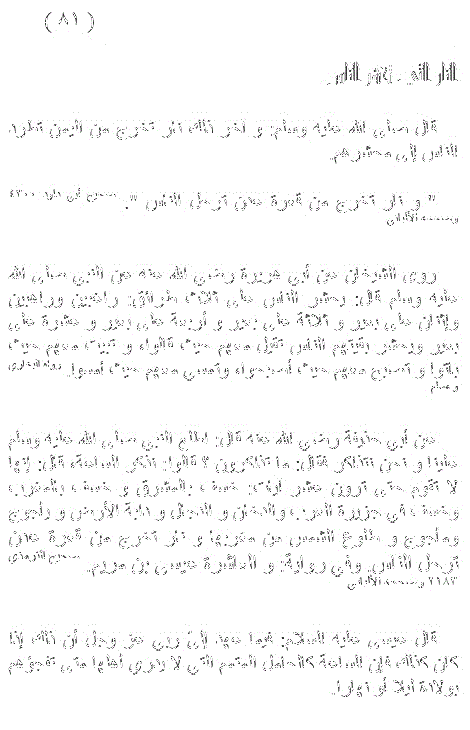 ( ٨١ )
النار التي تحشر الناس
قال صلى الله عليه وسلم: و آخر ذلك نار تخرج من اليمن تطرد
الناس إلى محشرهم.
" و نار تخرج من قعرة عدن ترحل الناس ". صحيح أبي داود ٤٣٠٠
وصححه الألباني
روى الشيخان عن أبي هريرة رضي الله عنه عن النبي صلى الله
عليه وسلم قال: يحشر الناس على ثلاث طرائق: راغبين وراهبين
واثنان على بعير و ثلاثة على بعير و أربعة على بعير و عشرة على
بعير ويحشر بقيتهم الناس تقيل معهم حيث قالوا، و تبيت معهم حيث
باتوا و تصبح معهم حيث أصبحوا، وتمسي معهم حيث أمسوا. رواه البخاري
ومسلم
عن أبي حذيفة رضي الله عنه قال: اطلع النبي صلى الله عليه وسلم
علينا و نحن نتذاكر فقال: ما تذاكرون ؟ قالوا: نذكر الساعة، قال: إنها
لا تقوم حتى ترون عشر آيات: خسف بالمشرق و خسف بالمغرب
وخسف في جزيرة العرب والدخان و الدجال و دابة الأرض و يأجوج
ومأجوج و طلوع الشمس من مغربها و نار تخرج من قعرة عدن
ترحل الناس. وفي رواية: و العاشرة عيسى بن مريم. صحيح الترمذي
٢١٨٣ وصححه الألباني
قال عيسى عليه السلام: فيما عهد إليّ ربي عز وجل أن ذلك إذا
كان كذلك فإن الساعة كالحامل المتمم التي لا يدري أهلها متى تفجؤهم
بولادة ليلا أو نهارا.